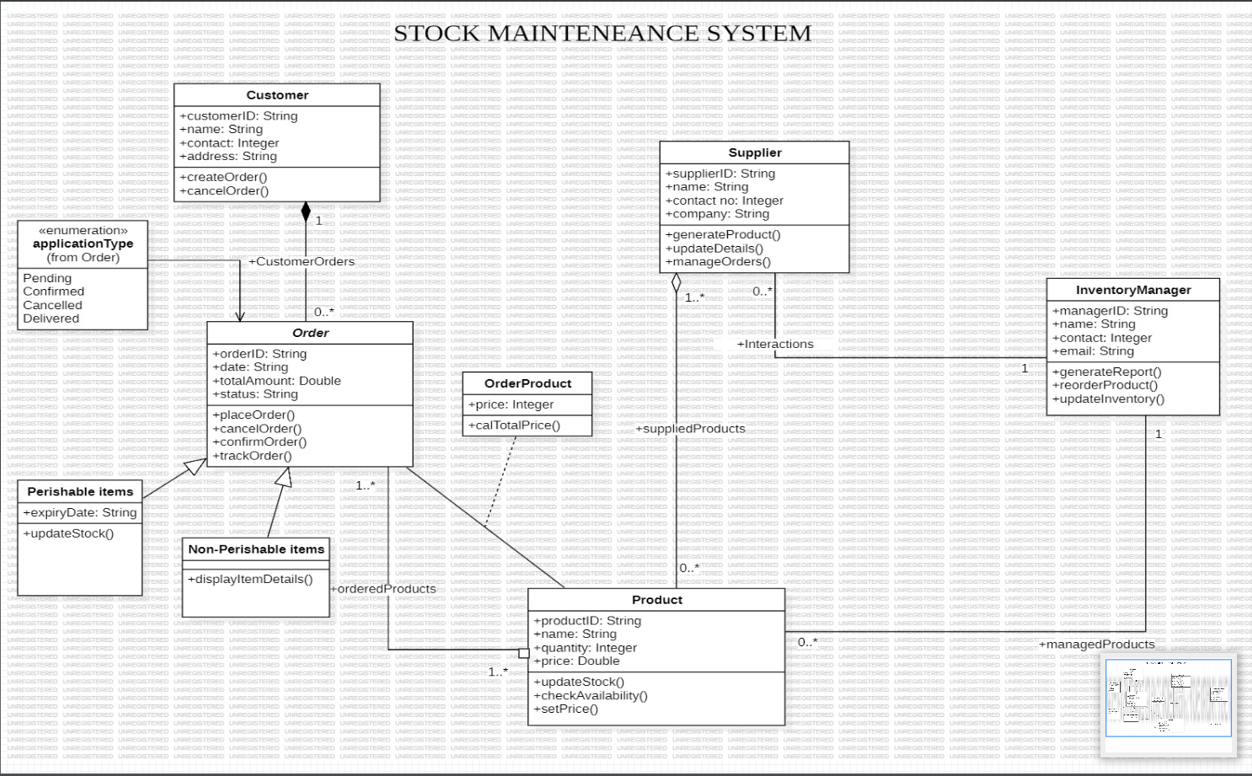 STOCK MAINTENEANCE SYSTEM
Customer
+customerID: String
+name: String
+contact: Integer
+address: String
+createOrder()
+cancelOrder()
1
+CustomerOrders
0..*
«enumeration»
applicationType
(from Order)
Pending
Confirmed
Cancelled
Delivered
Order
+orderID: String
+date: String
+totalAmount: Double
+status: String
+placeOrder()
+cancelOrder()
+confirmOrder()
+trackOrder()
Supplier
+supplierID: String
+name: String
+contact no: Integer
+company: String
+generateProduct()
+updateDetails()
+manageOrders()
1..*
0..*
+Interactions
1
InventoryManager
+managerID: String
+name: String
+contact: Integer
+email: String
+generateReport()
+reorderProduct()
+updateInventory()
1
OrderProduct
+price: Integer
+calTotalPrice()
+suppliedProducts
0..*
Perishable items
+expiryDate: String
+updateStock()
Non-Perishable items
+displayItemDetails()
1..*
+orderedProducts
1..*
Product
+productID: String
+name: String
+quantity: Integer
+price: Double
+updateStock()
+checkAvailability()
+setPrice()
0..*
+managedProducts
UNREGISTERED